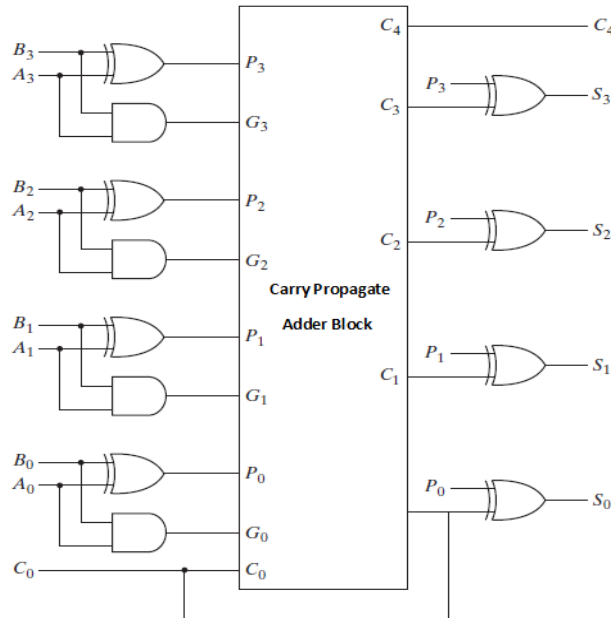 C₄ C₄
B₃
A₃ P₃ P₃ S₃
C₃
G₃
B₂
A₂ P₂ P₂ S₂
C₂
G₂
Carry Propagate
Adder Block
B₁
A₁ P₁ P₁ S₁
C₁
G₁
B₀
A₀ P₀ P₀ S₀
G₀
C₀ C₀